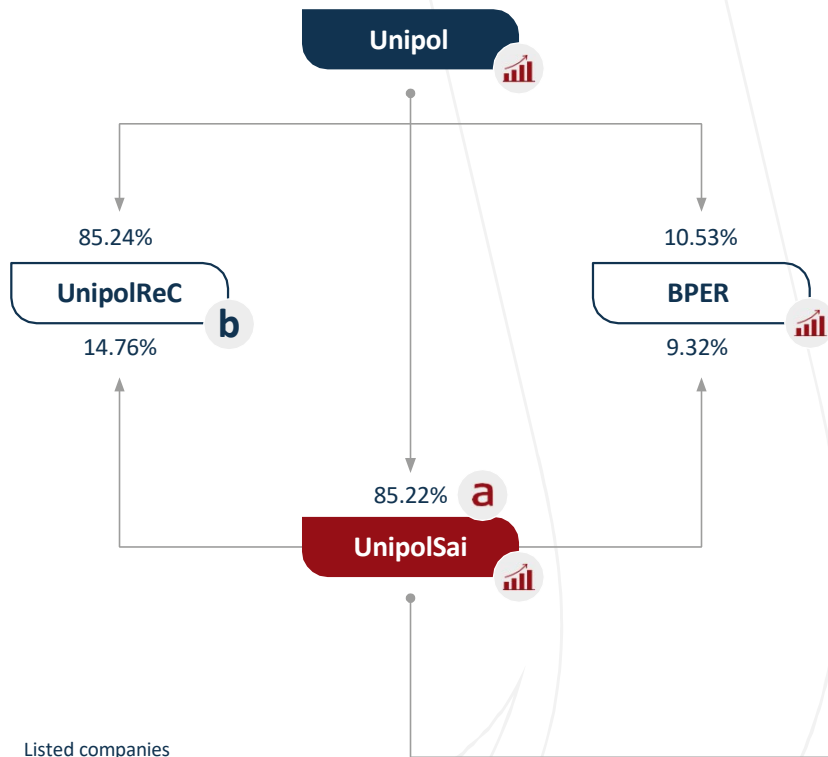 Unipol
85.24%
10.53%
UnipolReC
BPER
b
14.76%
9.32%
85.22%
a
UnipolSai
Listed companies